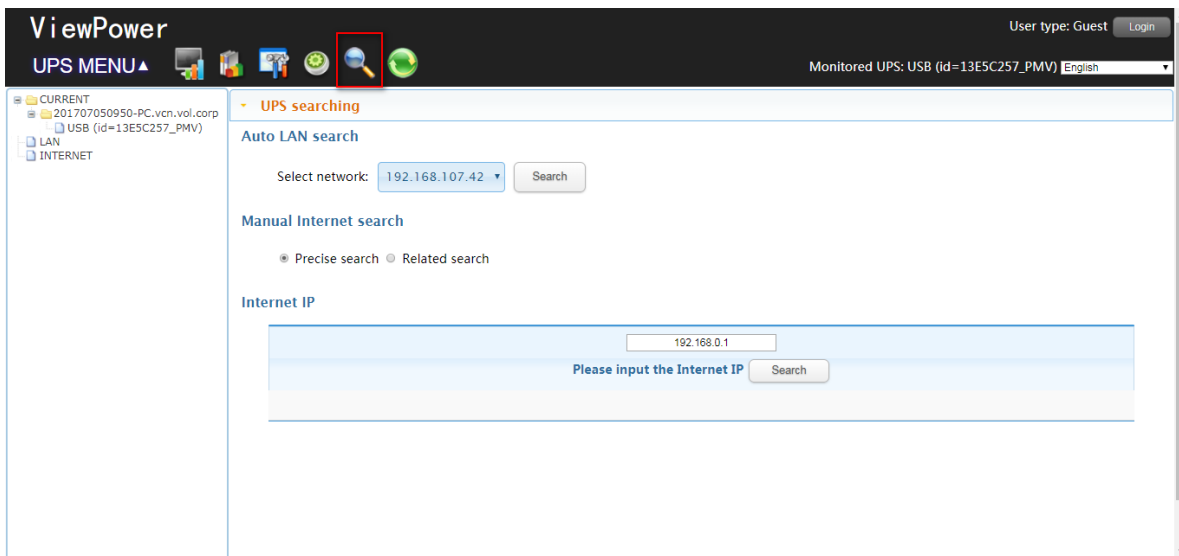 ViewPower
User type: Guest Login
UPS MENU▲
Monitored UPS: USB (id=13E5C257_PMV) English
CURRENT
201707050950-PC.vcn.vol.corp
USB (id=13E5C257_PMV)
LAN
INTERNET
UPS searching
Auto LAN search
Select network: 192.168.107.42 Search
Manual Internet search
Precise search Related search
Internet IP
192.168.0.1
Please input the Internet IP Search